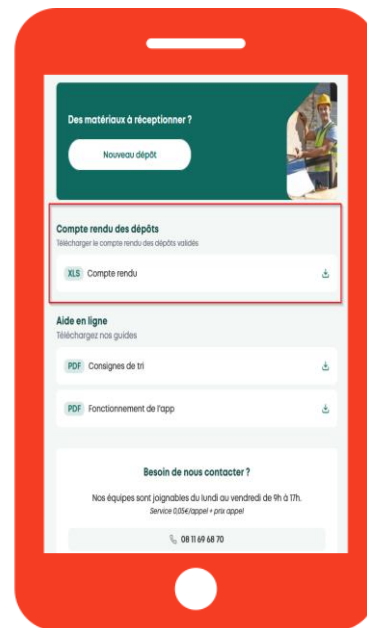 Des matériaux à réceptionner ?
Nouveau dépôt
Compte rendu des dépôts
Télécharger le compte rendu des dépôts validés
XLS Compte rendu
Aide en ligne
Téléchargez nos guides
PDF Consignes de tri
PDF Fonctionnement de l'app
Besoin de nous contacter ?
Nos équipes sont joignables du lundi au vendredi de 9h à 17h.
Service 0,05€/appel + prix appel
08 11 69 68 70